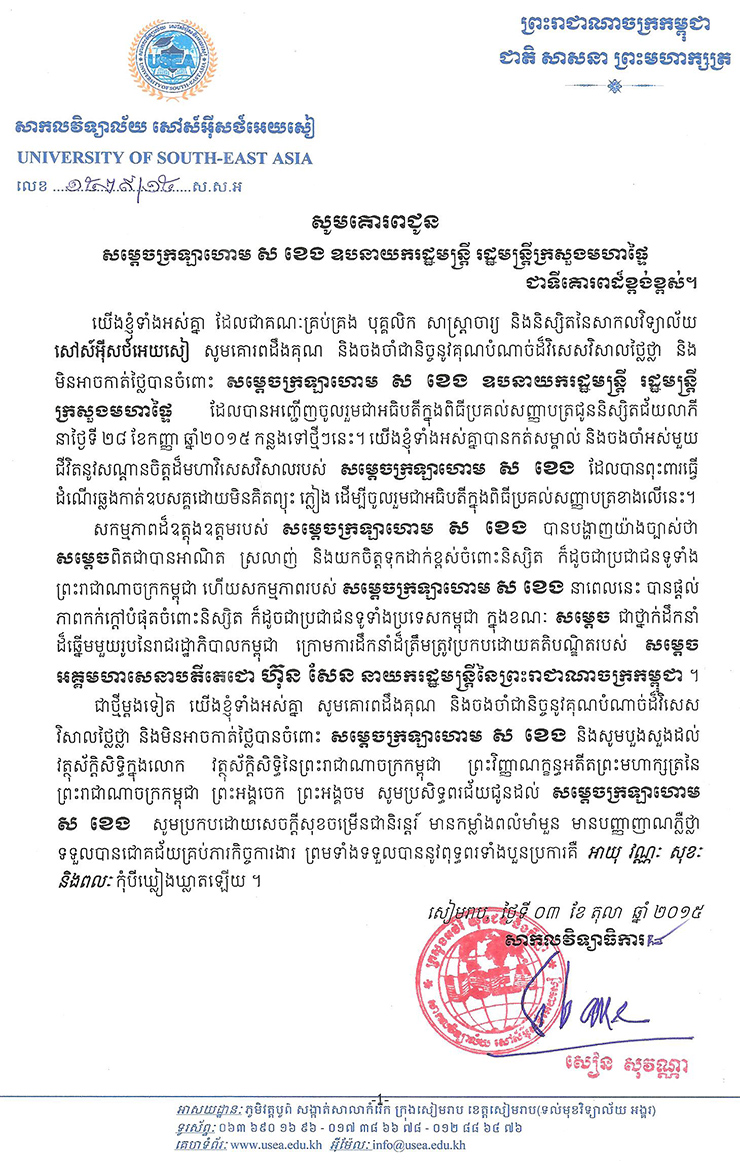 ព្រះរាជាណាចក្រកម្ពុជា
ជាតិ សាសនា ព្រះមហាក្សត្រ
សាកលវិទ្យាល័យ សៅស៍អ៊ីសថ៍អេយសៀ
UNIVERSITY OF SOUTH-EAST ASIA
លេខ ...១៥៤៩/១៥....ស.ស.អ
សូមគោរពជូន
សម្តេចក្រឡាហោម ស ខេង ឧបនាយករដ្ឋមន្ត្រី រដ្ឋមន្ត្រីក្រសួងមហាផ្ទៃ
ជាទីគោរពដ៏ខ្ពង់ខ្ពស់។
យើងខ្ញុំទាំងអស់គ្នា ដែលជាគណៈគ្រប់គ្រង បុគ្គលិក សាស្ត្រាចារ្យ និងនិស្សិតនៃសាកលវិទ្យាល័យ
សៅស៍អ៊ីសថ៍អេយសៀ សូមគោរពដឹងគុណ និងចងចាំជានិច្ចនូវគុណបំណាច់ដ៏វិសេសវិសាលថ្លៃថ្លា និង
មិនអាចកាត់ថ្លៃបានចំពោះ សម្តេចក្រឡាហោម ស ខេង ឧបនាយករដ្ឋមន្ត្រី រដ្ឋមន្ត្រី
ក្រសួងមហាផ្ទៃ ដែលបានអញ្ជើញចូលរួមជាអធិបតីក្នុងពិធីប្រគល់សញ្ញាបត្រជូននិស្សិតជ័យលាភី
នាថ្ងៃទី ២៨ ខែកញ្ញា ឆ្នាំ២០១៥ កន្លងទៅថ្មីៗនេះ។ យើងខ្ញុំទាំងអស់គ្នាបានកត់សម្គាល់ និងចងចាំអស់មួយ
ជីវិតនូវសណ្តានចិត្តដ៏មហាវិសេសវិសាលរបស់ សម្តេចក្រឡាហោម ស ខេង ដែលបានពុះពារធ្វើ
ដំណើរឆ្លងកាត់ឧបសគ្គដោយមិនគិតព្យុះ ភ្លៀង ដើម្បីចូលរួមជាអធិបតីក្នុងពិធីប្រគល់សញ្ញាបត្រខាងលើនេះ។
សកម្មភាពដ៏ឧត្តុង្គឧត្តមរបស់ សម្តេចក្រឡាហោម ស ខេង បានបង្ហាញយ៉ាងច្បាស់ថា
សម្តេចពិតជាបានអាណិត ស្រលាញ់ និងយកចិត្តទុកដាក់ខ្ពស់ចំពោះនិស្សិត ក៏ដូចជាប្រជាជនទូទាំង
ព្រះរាជាណាចក្រកម្ពុជា ហើយសកម្មភាពរបស់ សម្តេចក្រឡាហោម ស ខេង នាពេលនេះ បានផ្តល់
ភាពកក់ក្តៅបំផុតចំពោះនិស្សិត ក៏ដូចជាប្រជាជនទូទាំងប្រទេសកម្ពុជា ក្នុងខណៈ សម្តេច ជាថ្នាក់ដឹកនាំ
ដ៏ឆ្នើមមួយរូបនៃរាជរដ្ឋាភិបាលកម្ពុជា ក្រោមការដឹកនាំដ៏ត្រឹមត្រូវប្រកបដោយគតិបណ្ឌិតរបស់ សម្តេច
អគ្គមហាសេនាបតីតេជោ ហ៊ុន សែន នាយករដ្ឋមន្ត្រីនៃព្រះរាជាណាចក្រកម្ពុជា ។
ជាថ្មីម្តងទៀត យើងខ្ញុំទាំងអស់គ្នា សូមគោរពដឹងគុណ និងចងចាំជានិច្ចនូវគុណបំណាច់ដ៏វិសេស
វិសាលថ្លៃថ្លា និងមិនអាចកាត់ថ្លៃបានចំពោះ សម្តេចក្រឡាហោម ស ខេង និងសូមបួងសួងដល់
វត្ថុស័ក្តិសិទ្ធិក្នុងលោក វត្ថុស័ក្តិសិទ្ធិនៃព្រះរាជាណាចក្រកម្ពុជា ព្រះវិញ្ញាណក្ខន្ធអតីតព្រះមហាក្សត្រនៃ
ព្រះរាជាណាចក្រកម្ពុជា ព្រះអង្គចេក ព្រះអង្គចម សូមប្រសិទ្ធពរជ័យជូនដល់ សម្តេចក្រឡាហោម
ស ខេង សូមប្រកបដោយសេចក្តីសុខចម្រើនជានិរន្តរ៍ មានកម្លាំងពលំមាំមួន មានបញ្ញាញាណភ្លឺថ្លា
ទទួលបានជោគជ័យគ្រប់ភារកិច្ចការងារ ព្រមទាំងទទួលបាននូវពុទ្ធពរទាំងបួនប្រការគឺ អាយុ វណ្ណៈ សុខៈ
និងពលៈ កុំបីឃ្លៀងឃ្លាតឡើយ ។
សៀមរាប ថ្ងៃទី ០៣ ខែ តុលា ឆ្នាំ ២០១៥
សាកលវិទ្យាធិការ
USEA
សៀន សុវណ្ណា
-1-
អាសយដ្ឋាន: ភូមិវត្តបូព៌ សង្កាត់សាលាកំរើក ក្រុងសៀមរាប ខេត្តសៀមរាប(ទល់មុខវិទ្យាល័យ អង្គរ)
ទូរស័ព្ទ: ០៦៣ ៦៩០ ១៦ ៩៦ - ០១៧ ៣៨ ៦៦ ៧៨ - ០១២ ៨៨ ៦៤ ៧៦
គេហទំព័រ: www.usea.edu.kh អ៊ីម៉ែល: info@usea.edu.kh